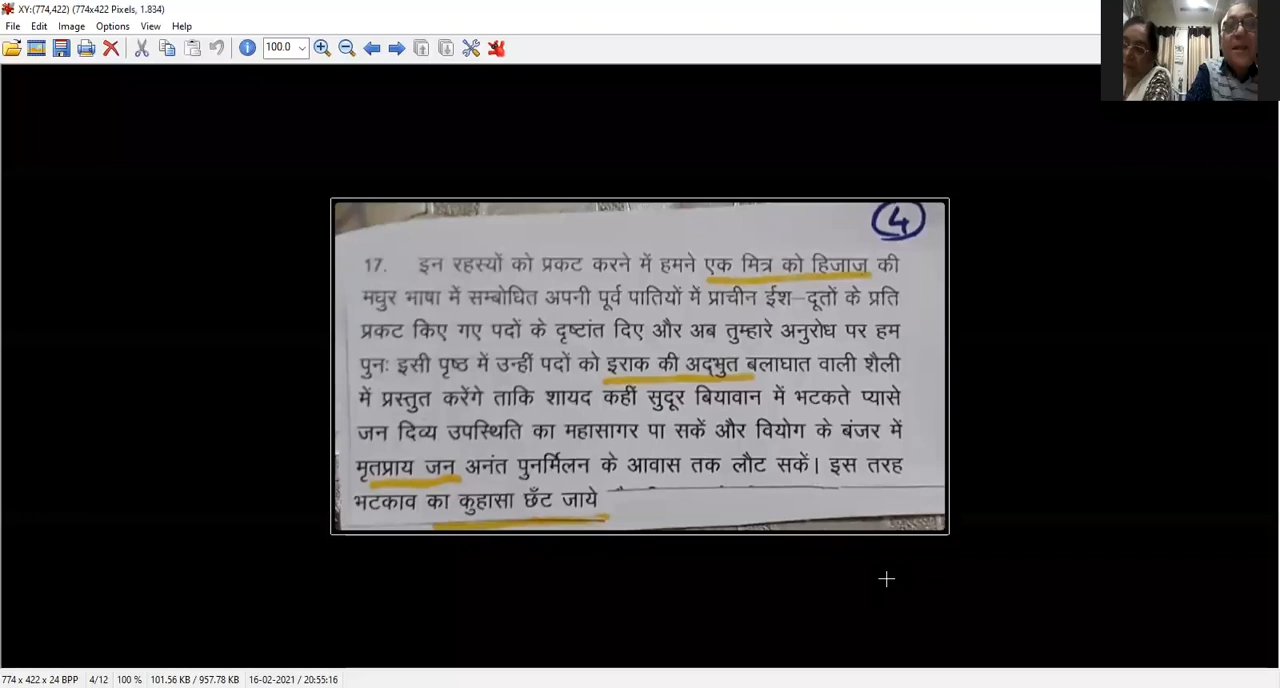 XY:(774,422) (774x422 Pixels, 1.834)
File Edit Image Options View Help
100.0
4
17. इन रहस्यों को प्रकट करने में हमने एक मित्र को हिजाज़ की
मधुर भाषा में सम्बोधित अपनी पूर्व पातियों में प्राचीन ईश-दूतों के प्रति
प्रकट किए गए पदों के दृष्टांत दिए और अब तुम्हारे अनुरोध पर हम
पुनः इसी पृष्ठ में उन्हीं पदों को इराक की अद्भुत बलाघात वाली शैली
में प्रस्तुत करेंगे ताकि शायद कहीं सुदूर बियावान में भटकते प्यासे
जन दिव्य उपस्थिति का महासागर पा सकें और वियोग के बंजर में
मृतप्राय जन अनंत पुनर्मिलन के आवास तक लौट सकें। इस तरह
भटकाव का कुहासा छँट जाये
774 x 422 x 24 BPP 4/12 100 % 101.56 KB / 957.78 KB 16-02-2021 / 20:55:16